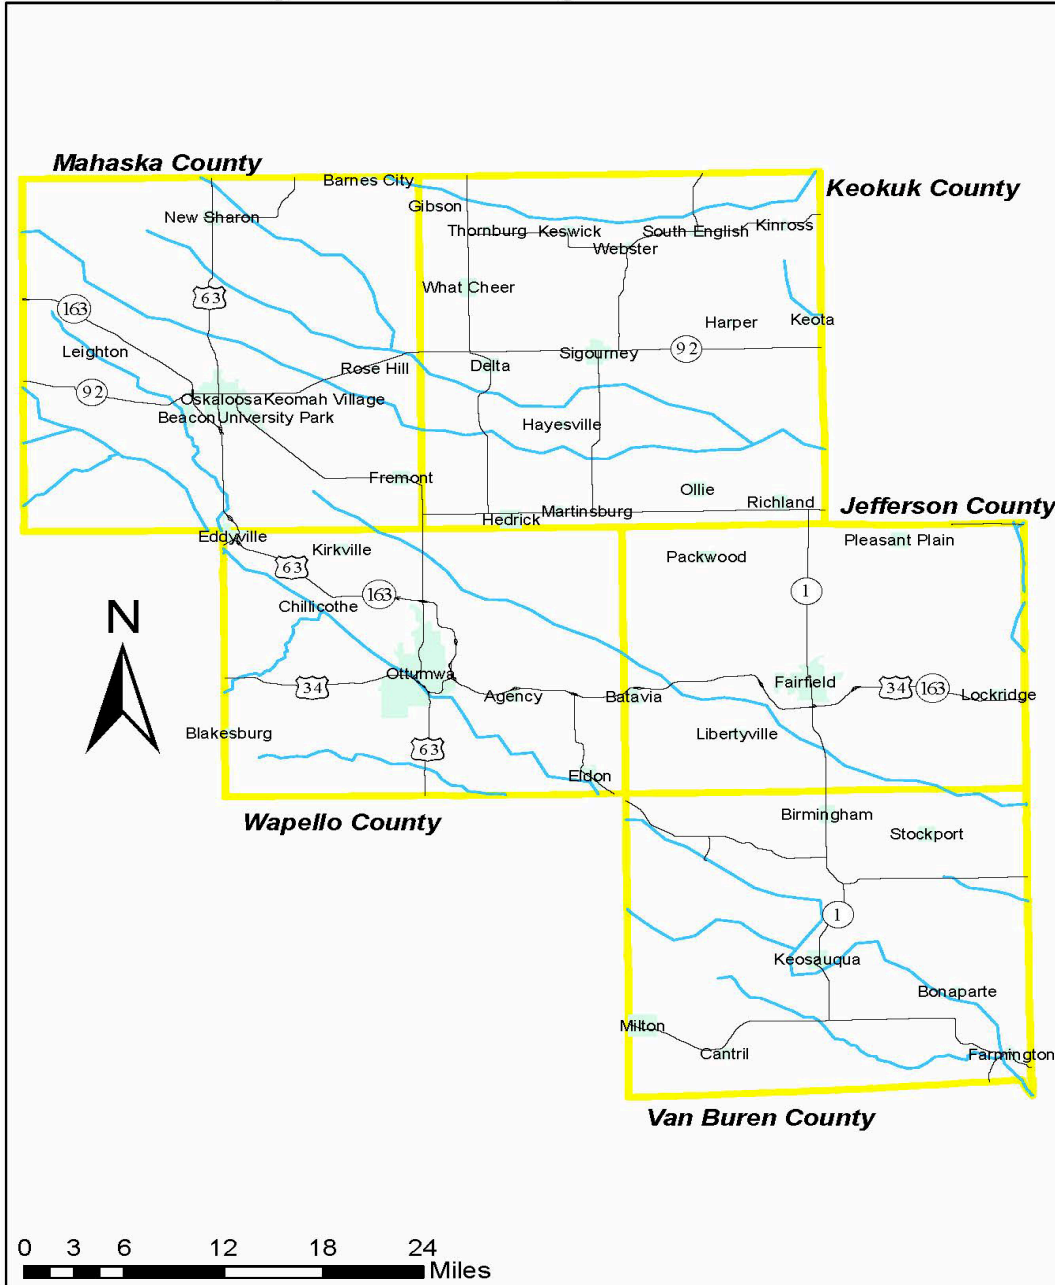 Mahaska County
Barnes City
Keokuk County
Gibson
New Sharon
Thornburg
Keswick
South English
Kinross
Webster
What Cheer
63
163
Harper
Keota
Leighton
Rose Hill
Delta
Sigourney
92
92
Oskaloosa
Keomah Village
Beacon
University Park
Hayesville
Fremont
Ollie
Richland
Hedrick
Martinsburg
Jefferson County
Eddyville
Kirkville
Packwood
Pleasant Plain
63
163
1
Chillicothe
N
Ottumwa
34
Agency
Batavia
Fairfield
34
163
Lockridge
Blakesburg
63
Libertyville
Eldon
Wapello County
Birmingham
Stockport
1
Keosauqua
Bonaparte
Milton
Cantril
Farmington
Van Buren County
0 3 6 12 18 24
Miles